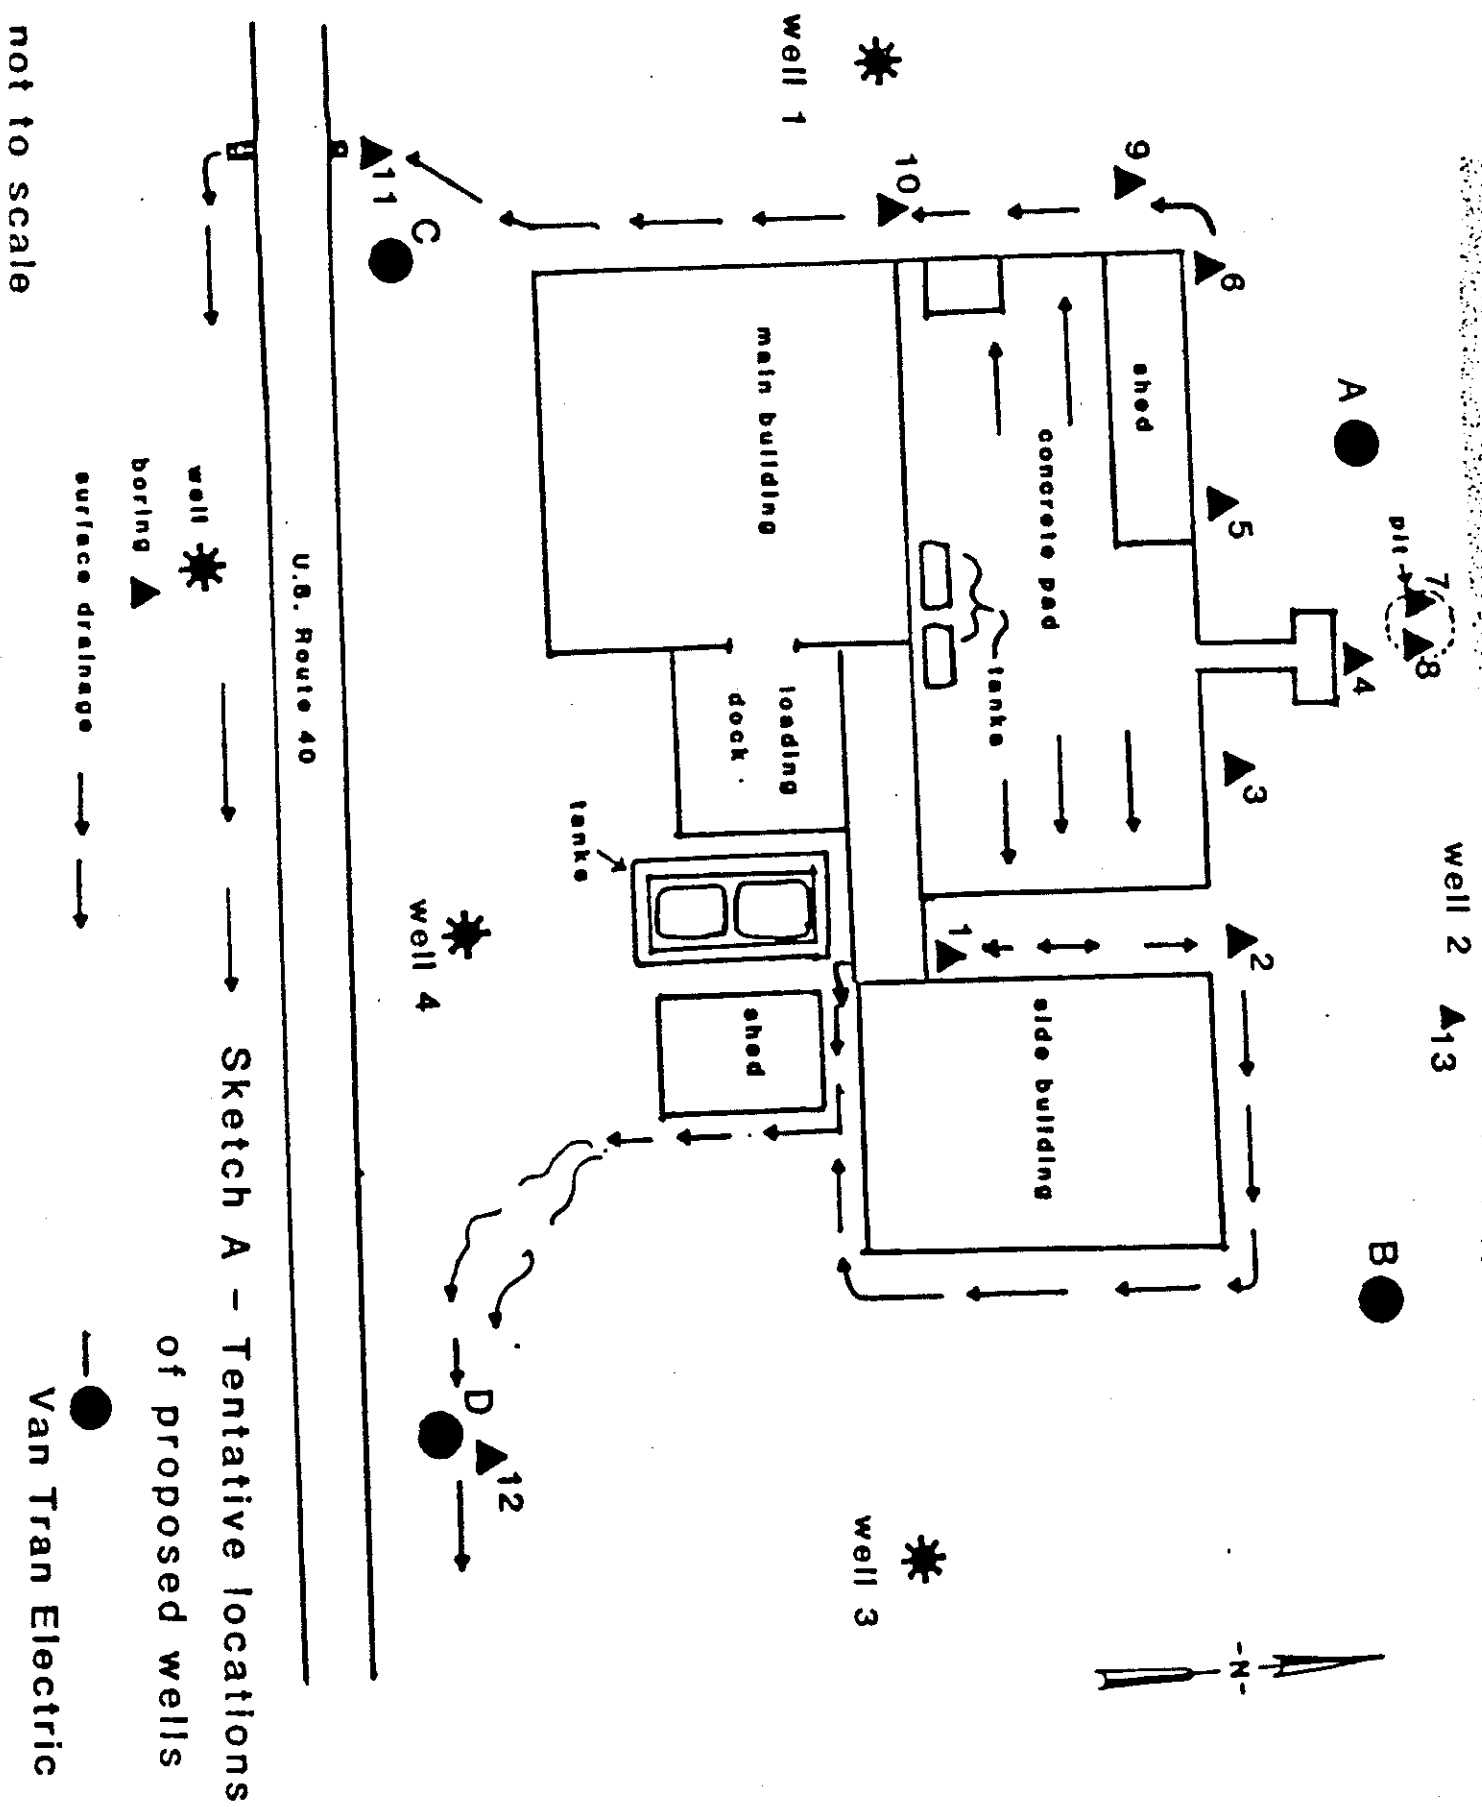 well 2
13
A
B
pit
7
8
4
6
5
3
2
9
shed
well 1
10
concrete pad
tanks
1
side building
well 3
-N-
main building
loading
dock
shed
tanks
well 4
C
11
D
12
U.S. Route 40
well
boring
surface drainage
not to scale
Sketch A - Tentative locations
of proposed wells
Van Tran Electric